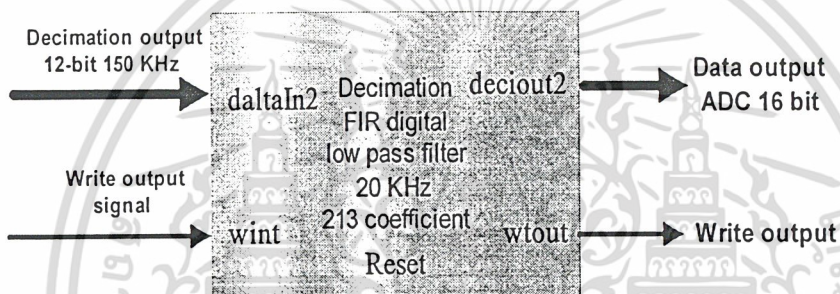 Decimation output
12-bit 150 KHz
daltaIn2
Decimation
FIR digital
low pass filter
20 KHz
213 coefficient
Reset
deciout2
Data output
ADC 16 bit
Write output
signal
wint
wtout
Write output